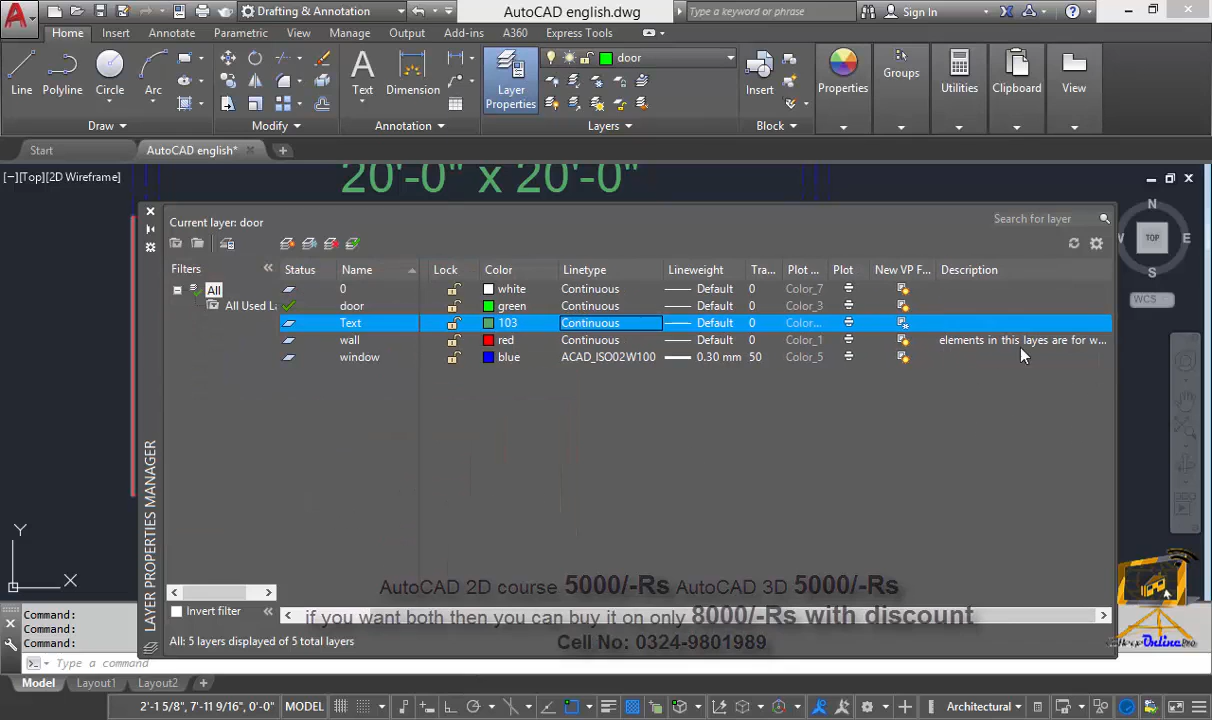 Drafting & Annotation
AutoCAD english.dwg
Type a keyword or phrase
Sign In
Home Insert Annotate Parametric View Manage Output Add-ins A360 Express Tools
door
Line Polyline Circle Arc Text Dimension Layer Properties Insert Properties Groups Utilities Clipboard View
Draw Modify Annotation Layers Block
Start AutoCAD english*
[−][Top][2D Wireframe]
20'-0" x 20'-0"
N
W TOP E
S
WCS
Current layer: door
Search for layer
Filters
Status Name Lock Color Linetype Lineweight Tra... Plot ... Plot New VP F... Description
All
All Used La
0 white Continuous Default 0 Color_7
door green Continuous Default 0 Color_3
Text 103 Continuous Default 0 Color...
wall red Continuous Default 0 Color_1 elements in this layes are for w...
window blue ACAD_ISO02W100 0.30 mm 50 Color_5
LAYER PROPERTIES MANAGER
Y
X
AutoCAD 2D course 5000/-Rs AutoCAD 3D 5000/-Rs
Invert filter
if you want both then you can buy it on only 8000/-Rs with discount
All: 5 layers displayed of 5 total layers
Cell No: 0324-9801989
Command:
Command:
Command:
Type a command
Model Layout1 Layout2
2'-1 5/8", 7'-11 9/16", 0'-0" MODEL Architectural